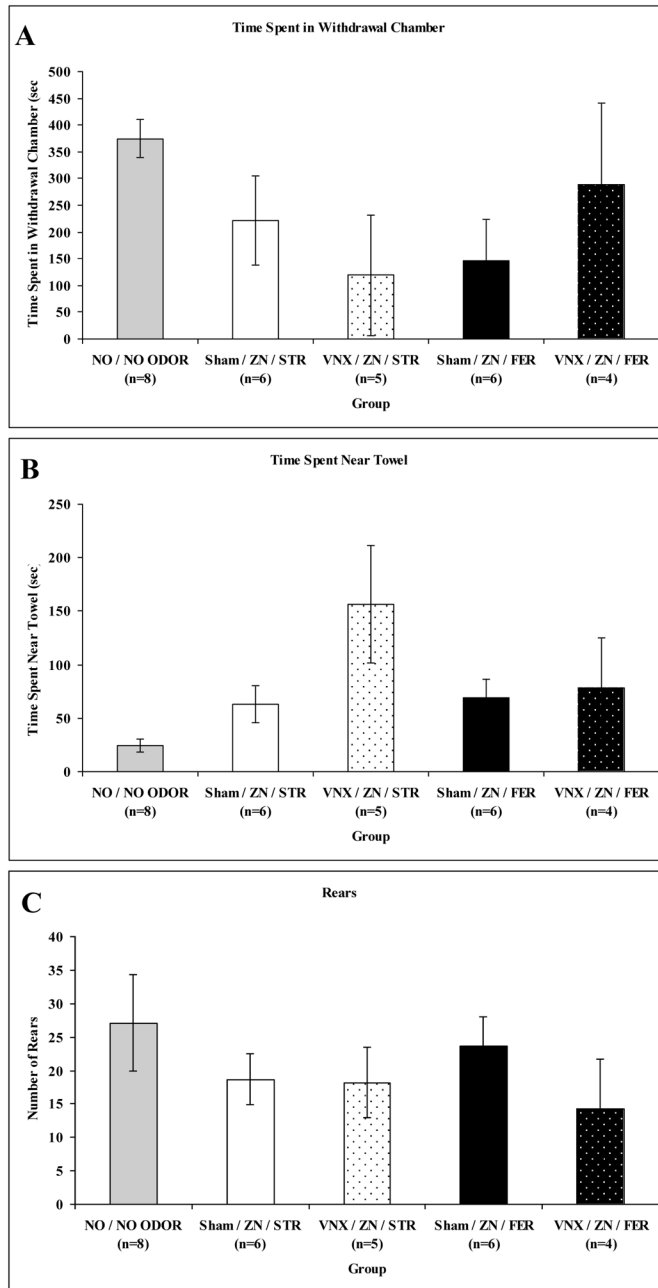 A
Time Spent in Withdrawal Chamber
Time Spent in Withdrawal Chamber (sec
500
450
400
350
300
250
200
150
100
50
0
NO / NO ODOR Sham / ZN / STR VNX / ZN / STR Sham / ZN / FER VNX / ZN / FER
(n=8) (n=6) (n=5) (n=6) (n=4)
Group
B
Time Spent Near Towel
Time Spent Near Towel (sec)
250
200
150
100
50
0
NO / NO ODOR Sham / ZN / STR VNX / ZN / STR Sham / ZN / FER VNX / ZN / FER
(n=8) (n=6) (n=5) (n=6) (n=4)
Group
C
Rears
Number of Rears
40
35
30
25
20
15
10
5
0
NO / NO ODOR Sham / ZN / STR VNX / ZN / STR Sham / ZN / FER VNX / ZN / FER
(n=8) (n=6) (n=5) (n=6) (n=4)
Group